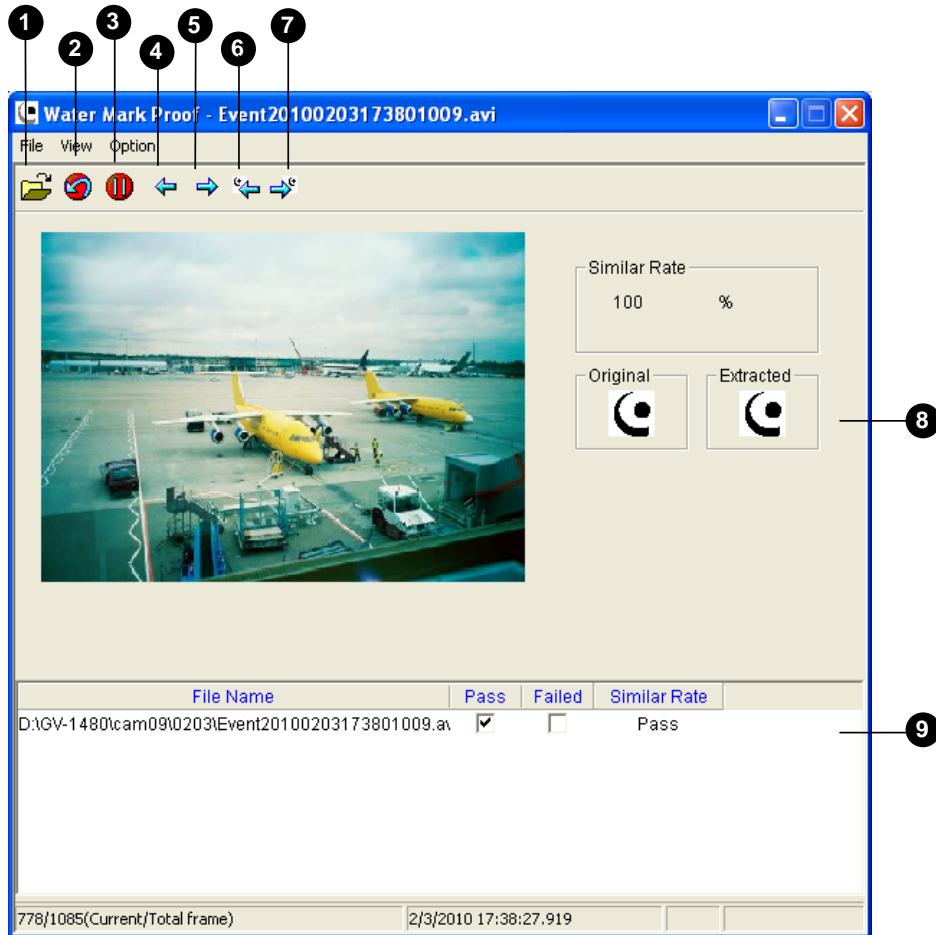 1
2
3
4
5
6
7
Water Mark Proof - Event20100203173801009.avi
File View Option
Similar Rate
100 %
Original Extracted
8
File Name Pass Failed Similar Rate
D:\GV-1480\cam09\0203\Event20100203173801009.a Pass
9
778/1085(Current/Total frame) 2/3/2010 17:38:27.919